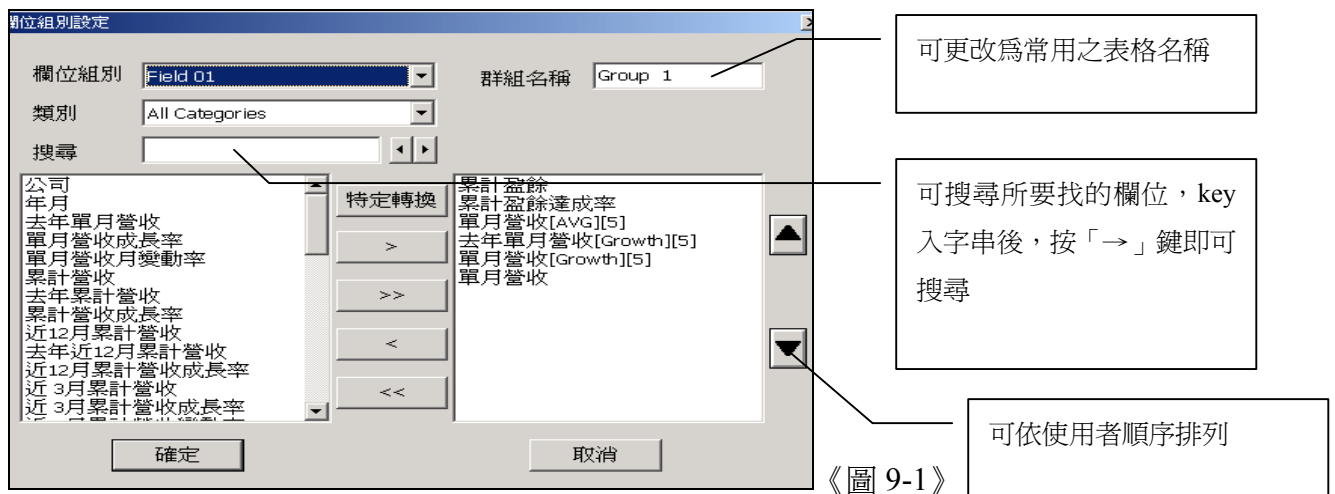 欄位組別設定
欄位組別 Field 01
群組名稱 Group 1
類別 All Categories
搜尋
公司
年月
去年單月營收
單月營收成長率
單月營收月變動率
累計營收
去年累計營收
累計營收成長率
近12月累計營收
去年近12月累計營收
近12月累計營收成長率
近 3月累計營收
近 3月累計營收成長率
特定轉換
>
>>
<
<<
累計盈餘
累計盈餘達成率
單月營收[AVG][5]
去年單月營收[Growth][5]
單月營收[Growth][5]
單月營收
確定
取消
可更改為常用之表格名稱
可搜尋所要找的欄位，key
入字串後，按「→」鍵即可
搜尋
可依使用者順序排列
《圖 9-1》